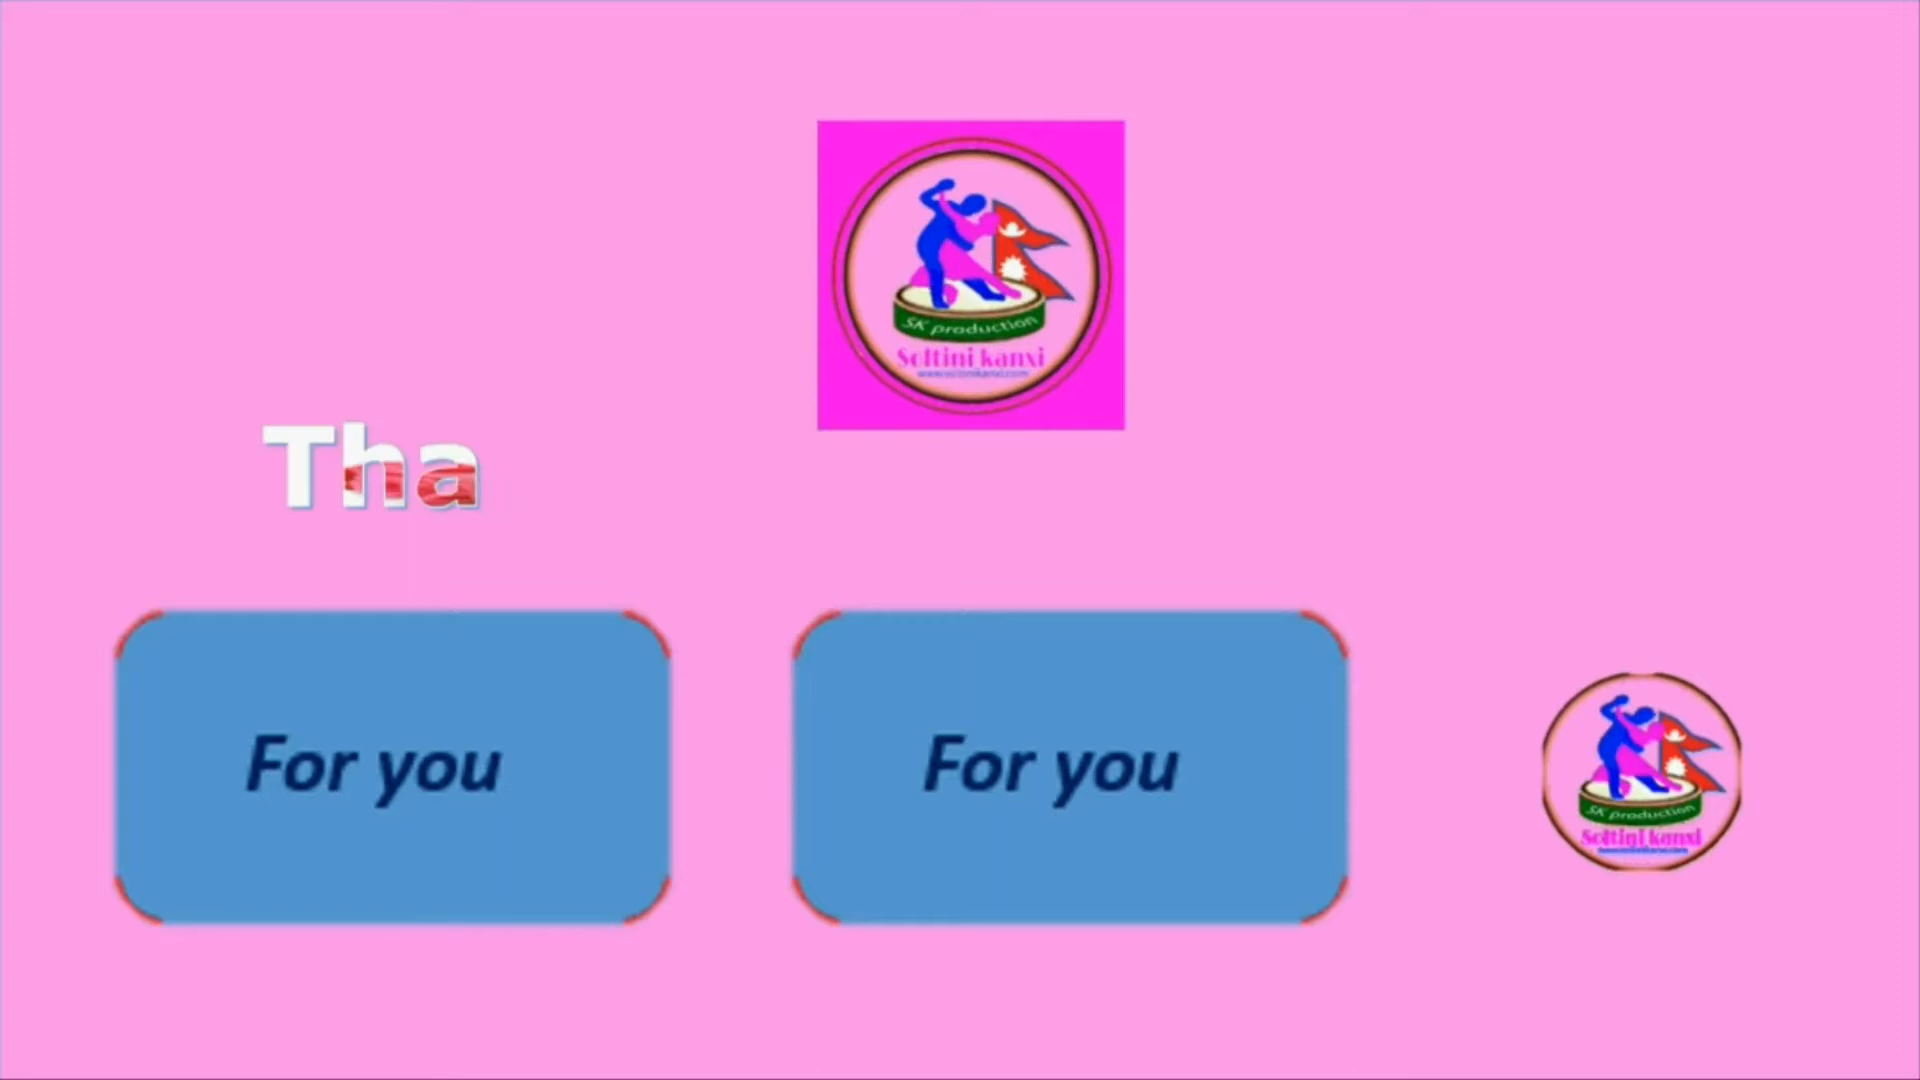 SK production
Soltini kanxi
Tha
For you
For you
SK production
Soltini kanxi